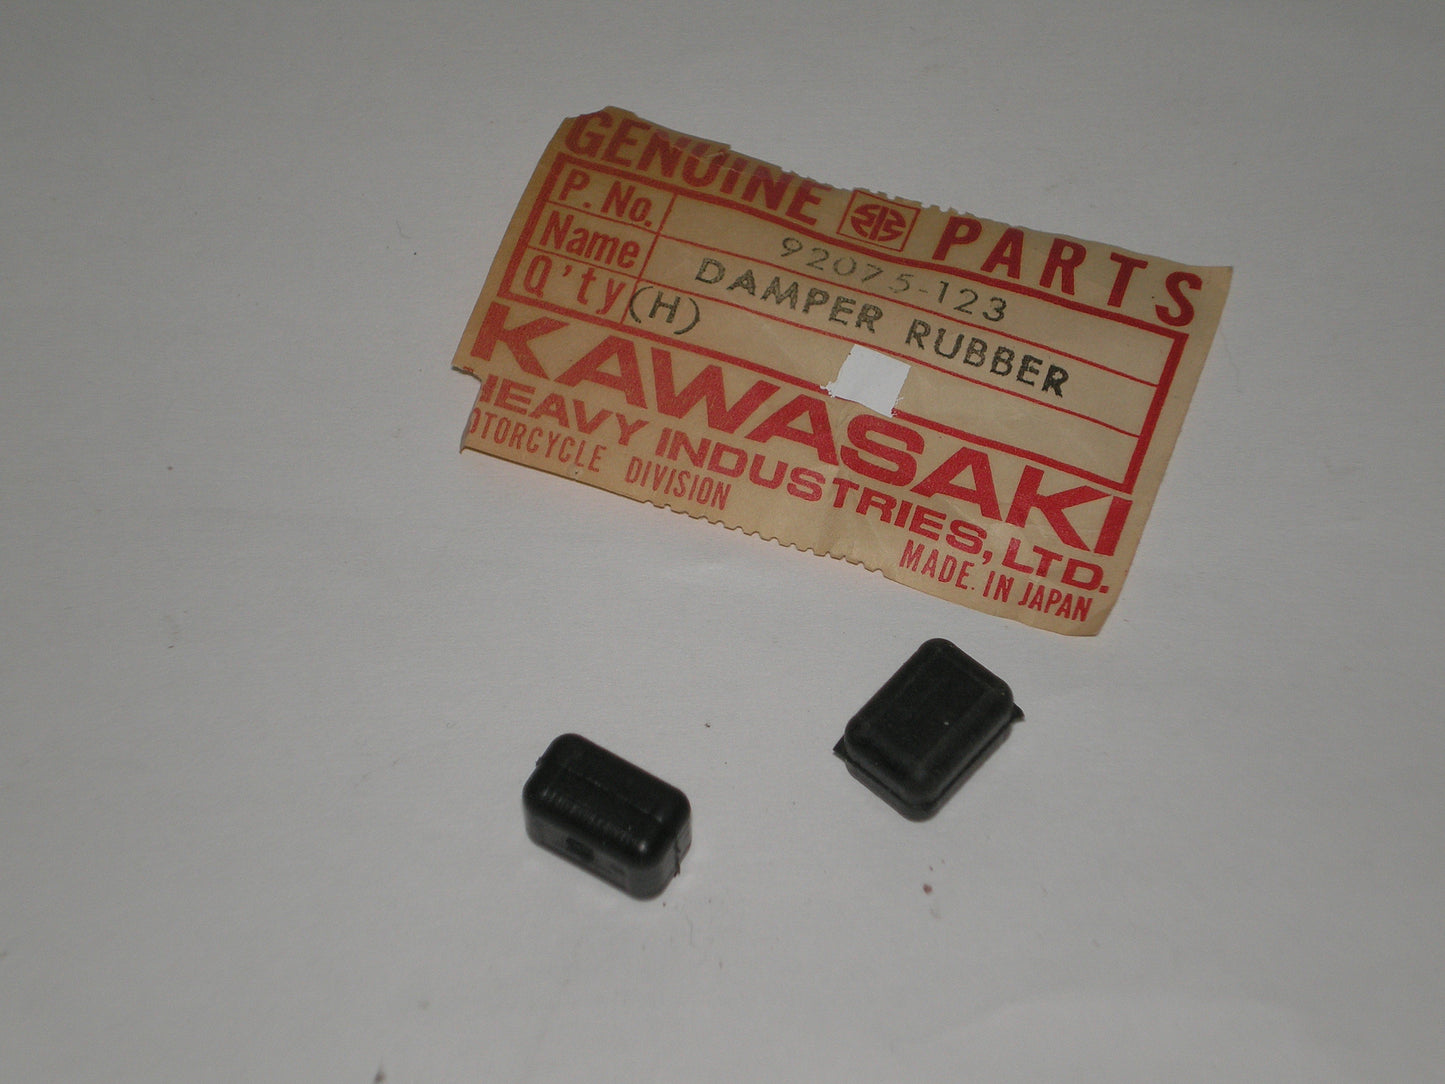 GENUINE PARTS
P. No. 92075-123
Name DAMPER RUBBER
Q'ty (H)
KAWASAKI
HEAVY INDUSTRIES, LTD.
MOTORCYCLE DIVISION
MADE IN JAPAN